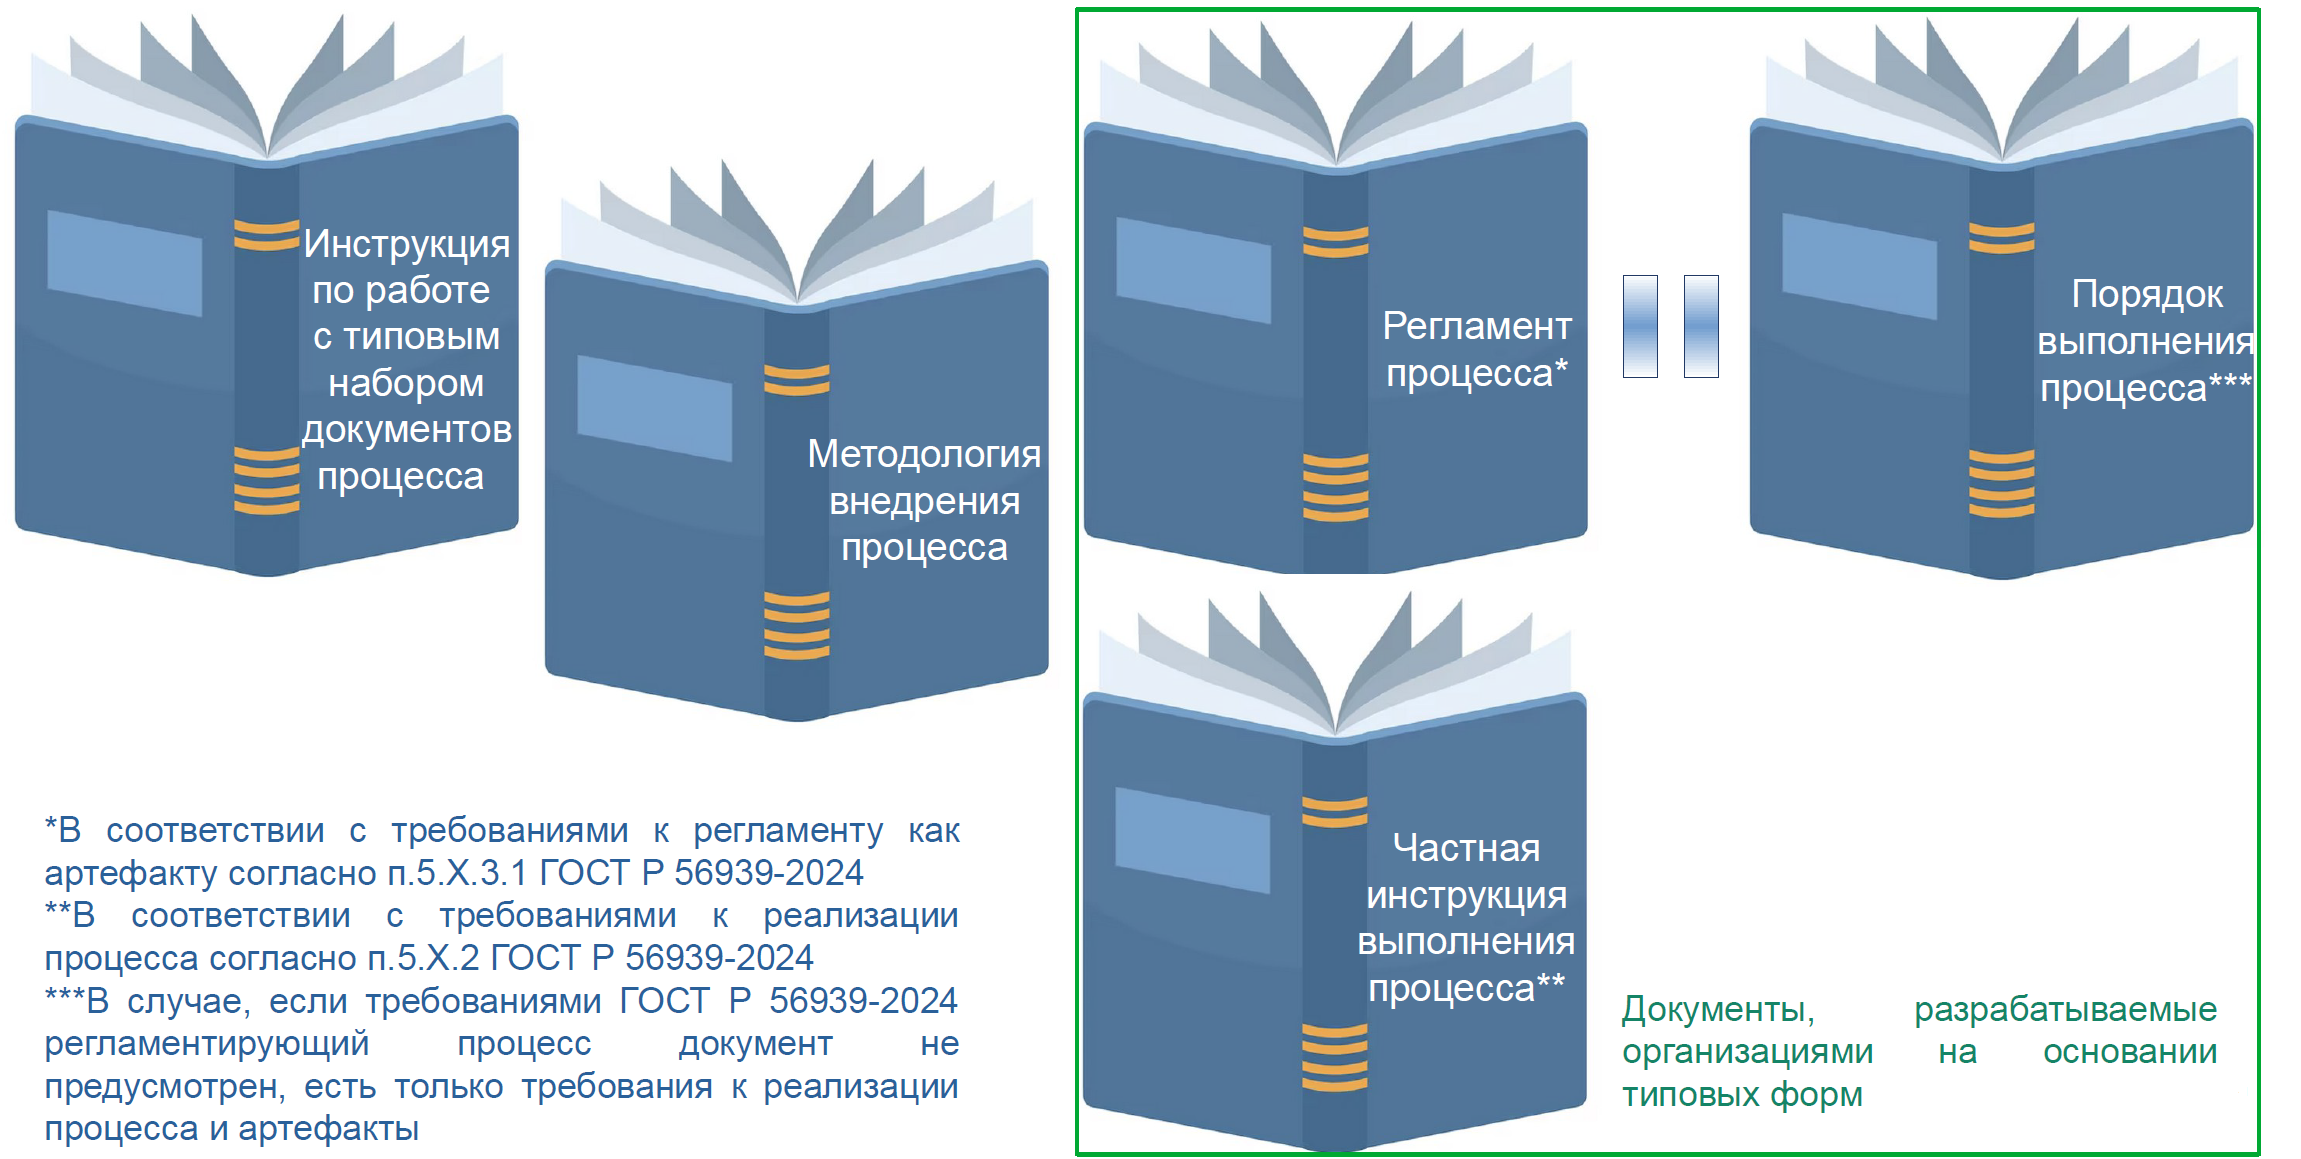 Инструкция
по работе
с типовым
набором
документов
процесса
Методология
внедрения
процесса
Регламент
процесса*
Порядок
выполнения
процесса***
Частная
инструкция
выполнения
процесса**
*В соответствии с требованиями к регламенту как
артефакту согласно п.5.Х.3.1 ГОСТ Р 56939-2024
**В соответствии с требованиями к реализации
процесса согласно п.5.Х.2 ГОСТ Р 56939-2024
***В случае, если требованиями ГОСТ Р 56939-2024
регламентирующий процесс документ не
предусмотрен, есть только требования к реализации
процесса и артефакты
Документы, разрабатываемые
организациями на основании
типовых форм